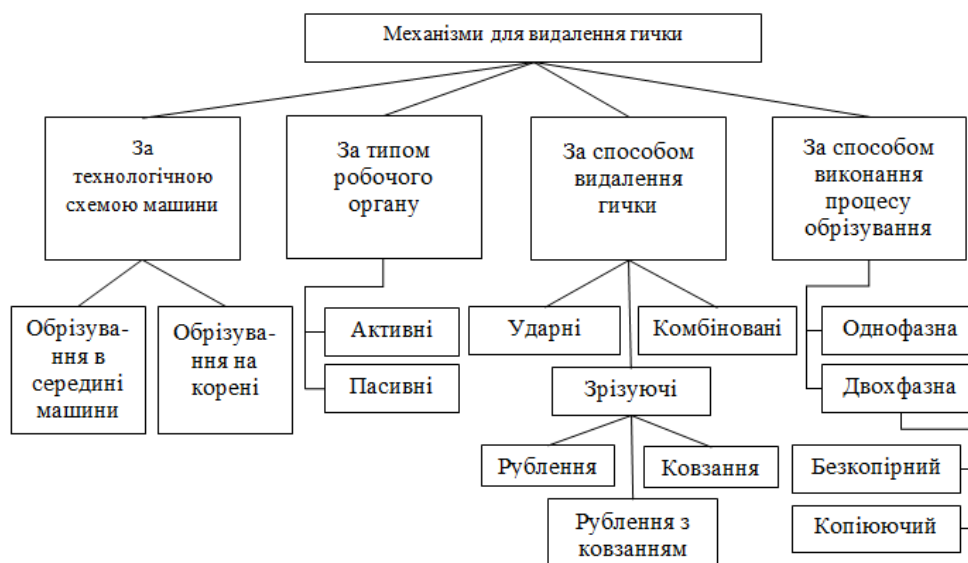 Механізми для видалення гички
За
технологічною
схемою машини
За типом
робочого
органу
За способом
видалення
гички
За способом
виконання
процесу
обрізування
Обрізува-
ння в
середині
машини
Обрізува-
ння на
корені
Активні
Пасивні
Ударні
Комбіновані
Зрізуючі
Рублення
Ковзання
Рублення з
ковзанням
Однофазна
Двохфазна
Безкопірний
Копіюючий